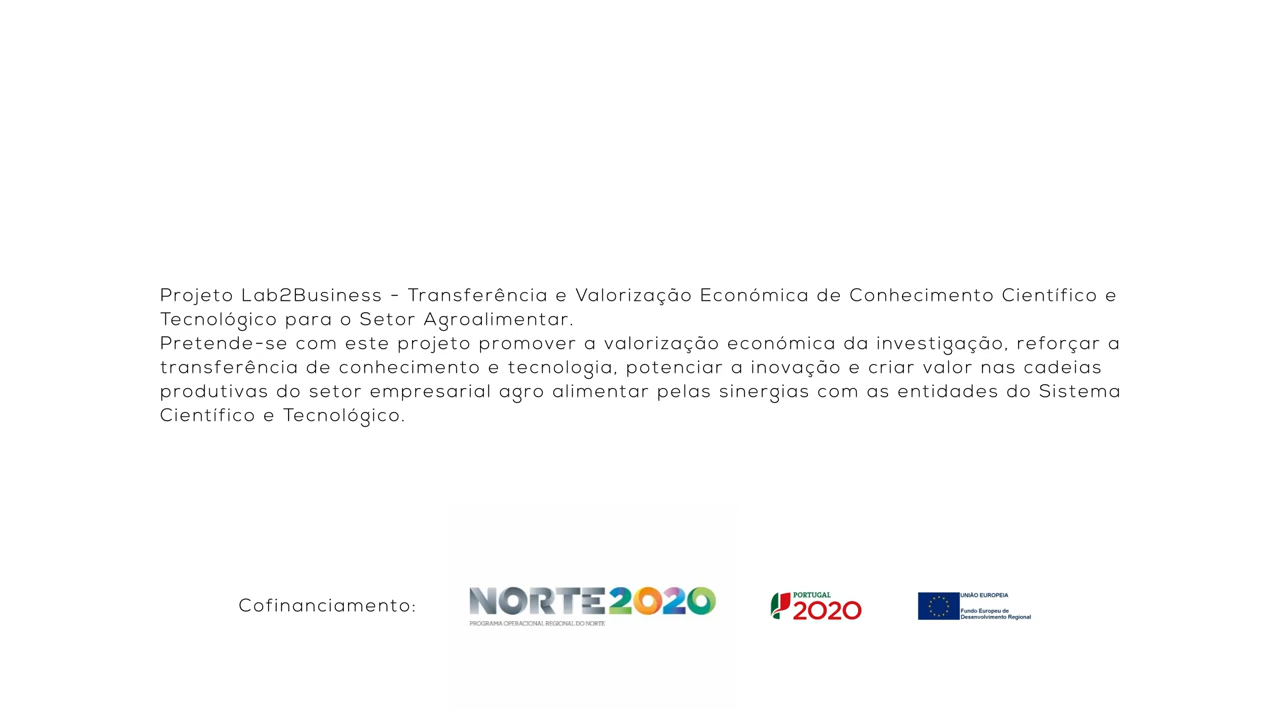 Projeto Lab2Business - Transferência e Valorização Económica de Conhecimento Científico e
Tecnológico para o Setor Agroalimentar.
Pretende-se com este projeto promover a valorização económica da investigação, reforçar a
transferência de conhecimento e tecnologia, potenciar a inovação e criar valor nas cadeias
produtivas do setor empresarial agro alimentar pelas sinergias com as entidades do Sistema
Científico e Tecnológico.
Cofinanciamento:
NORTE2020
PROGRAMA OPERACIONAL REGIONAL DO NORTE
PORTUGAL
2020
UNIÃO EUROPEIA
Fundo Europeu de
Desenvolvimento Regional